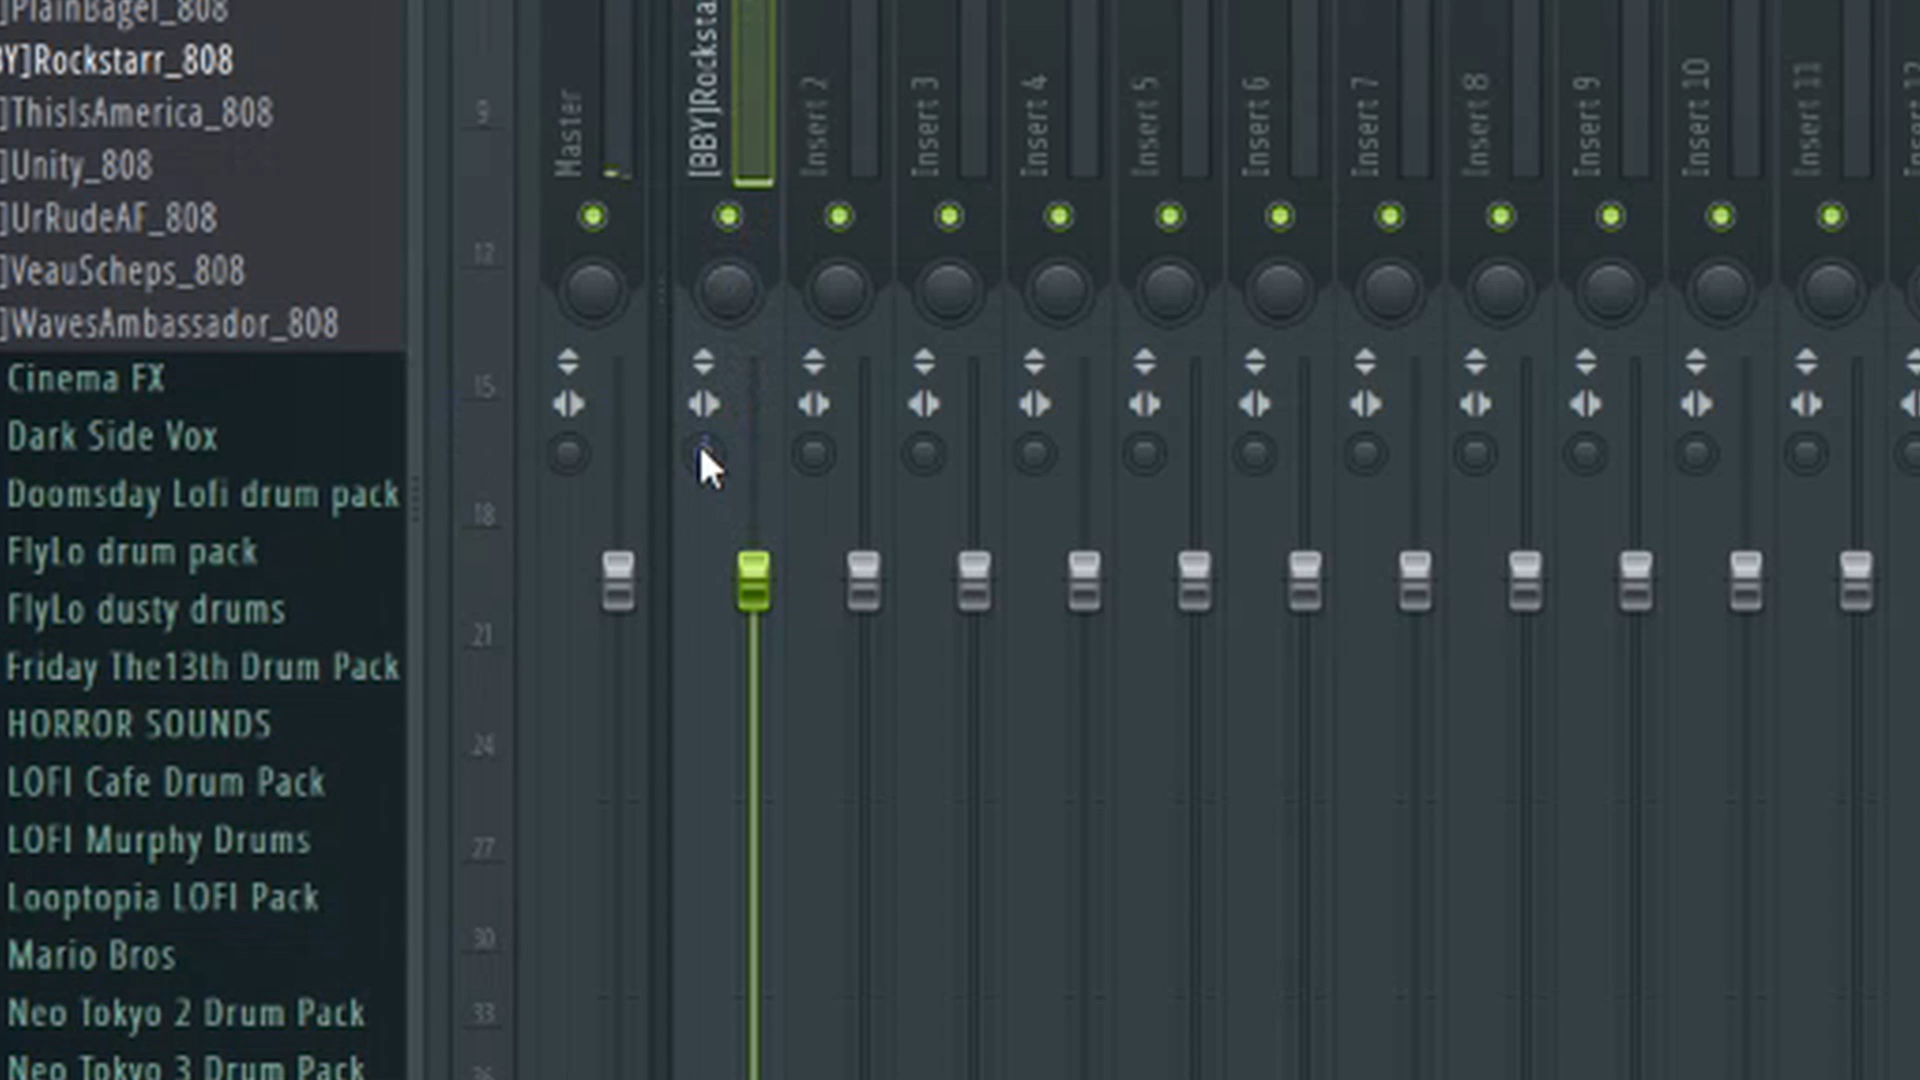 ]PlainBagel_808
BY]Rockstarr_808
]ThisIsAmerica_808
]Unity_808
]UrRudeAF_808
]VeauScheps_808
]WavesAmbassador_808
Cinema FX
Dark Side Vox
Doomsday Lofi drum pack
FlyLo drum pack
FlyLo dusty drums
Friday The13th Drum Pack
HORROR SOUNDS
LOFI Cafe Drum Pack
LOFI Murphy Drums
Looptopia LOFI Pack
Mario Bros
Neo Tokyo 2 Drum Pack
Neo Tokyo 3 Drum Pack
9
12
15
18
21
24
27
30
33
36
Master
[BBY]Rocksta
Insert 2
Insert 3
Insert 4
Insert 5
Insert 6
Insert 7
Insert 8
Insert 9
Insert 10
Insert 11
Insert 12